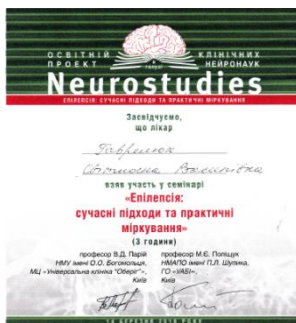 ОСВІТНІЙ КЛІНІЧНИХ
ПРОЕКТ НЕЙРОНАУК
Neurostudies
ЕПІЛЕПСІЯ: СУЧАСНІ ПІДХОДИ ТА ПРАКТИЧНІ МІРКУВАННЯ
Засвідчуємо,
що лікар
Гаврилюк
взяв участь у семінарі
«Епілепсія:
сучасні підходи та практичні
міркування»
(3 години)
професор В.Д. Парій професор М.Є. Поліщук
НМУ імені О.О. Богомольця, НМАПО імені П.Л. Шупика,
МЦ «Універсальна клініка "Оберіг"», ГО «УАБІ»,
Київ Київ